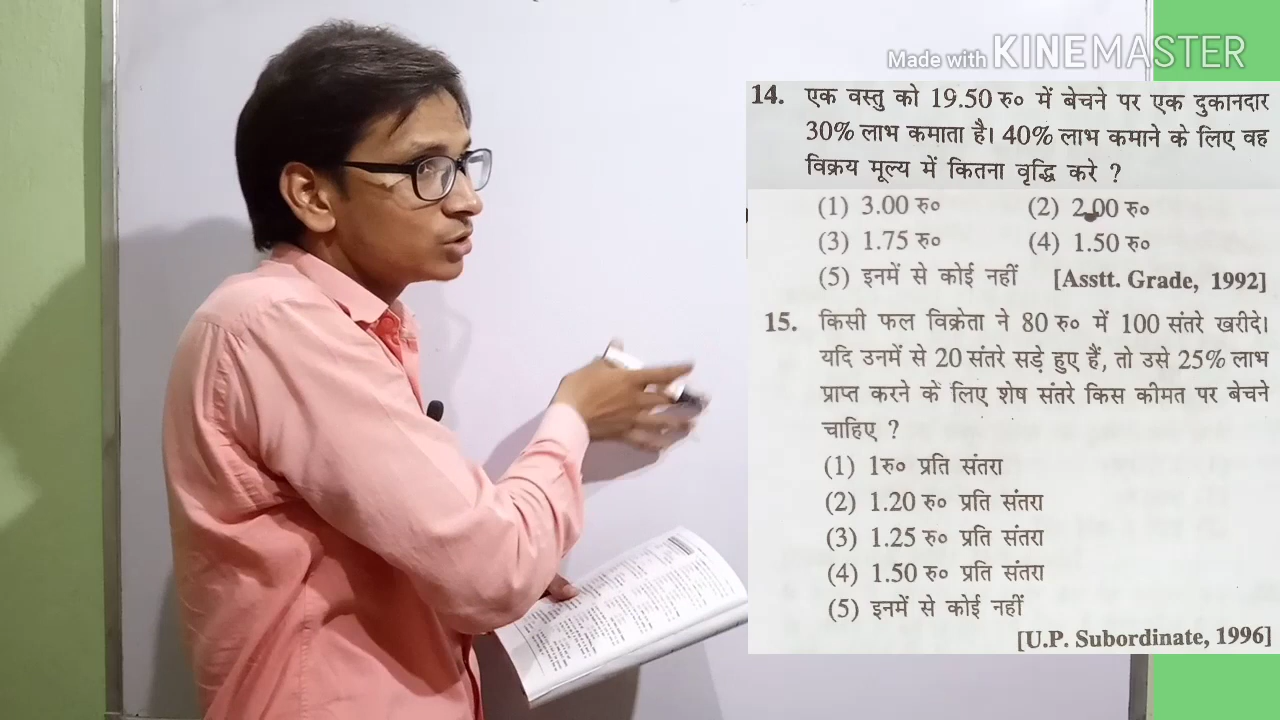 Made with KINEMASTER
14. एक वस्तु को 19.50 रु० में बेचने पर एक दुकानदार
30% लाभ कमाता है। 40% लाभ कमाने के लिए वह
विक्रय मूल्य में कितना वृद्धि करे ?
(1) 3.00 रु० (2) 2.00 रु०
(3) 1.75 रु० (4) 1.50 रु०
(5) इनमें से कोई नहीं [Asstt. Grade, 1992]
15. किसी फल विक्रेता ने 80 रु० में 100 संतरे खरीदे।
यदि उनमें से 20 संतरे सड़े हुए हैं, तो उसे 25% लाभ
प्राप्त करने के लिए शेष संतरे किस कीमत पर बेचने
चाहिए ?
(1) 1रु० प्रति संतरा
(2) 1.20 रु० प्रति संतरा
(3) 1.25 रु० प्रति संतरा
(4) 1.50 रु० प्रति संतरा
(5) इनमें से कोई नहीं
[U.P. Subordinate, 1996]